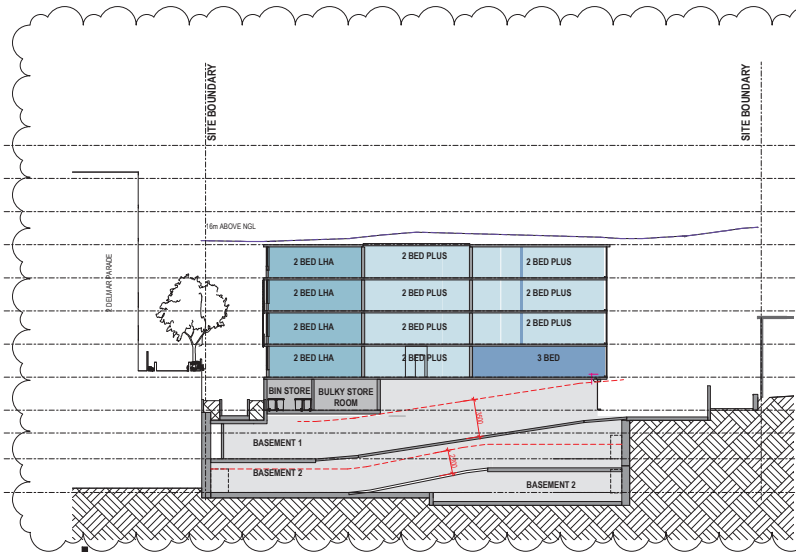 SITE BOUNDARY
SITE BOUNDARY
16m ABOVE NGL
2 DELMAR PARADE
2 BED LHA
2 BED PLUS
2 BED PLUS
2 BED LHA
2 BED PLUS
2 BED PLUS
2 BED LHA
2 BED PLUS
2 BED PLUS
2 BED LHA
2 BED PLUS
3 BED
BIN STORE
BULKY STORE
ROOM
BASEMENT 1
BASEMENT 2
BASEMENT 2